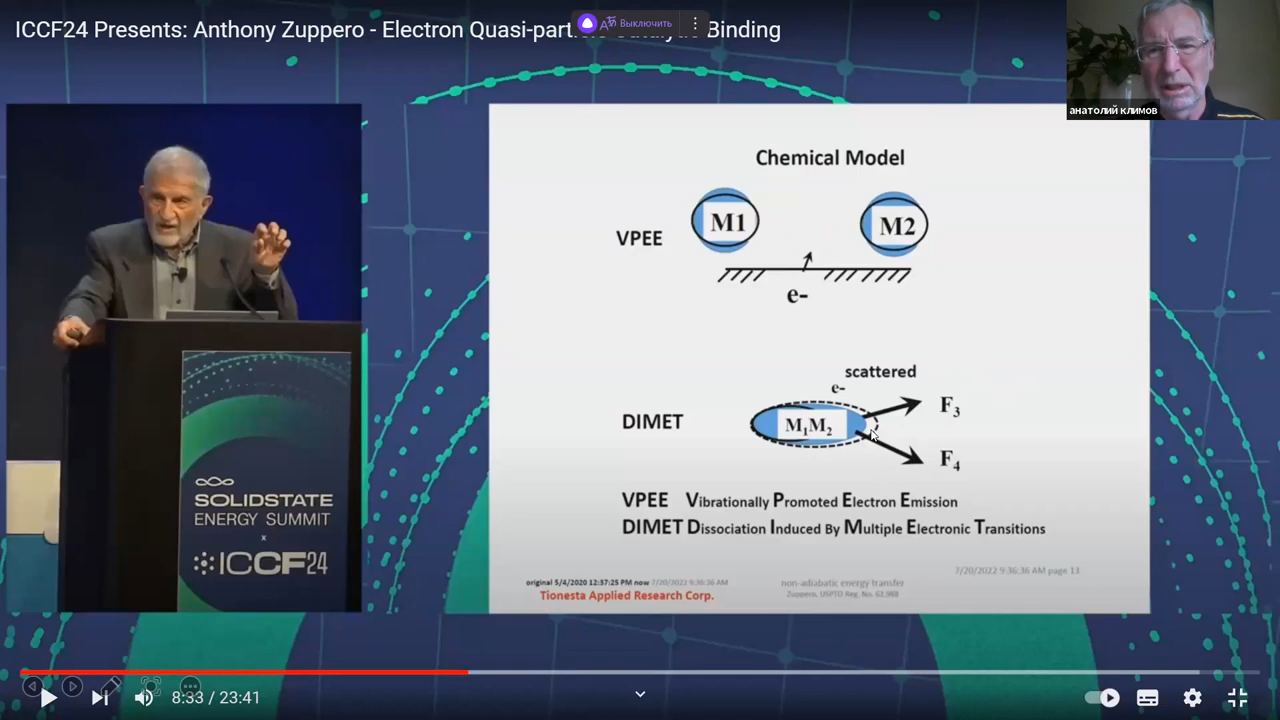 ICCF24 Presents: Anthony Zuppero - Electron Quasi-particle Catalytic Binding
Выключить
анатолий климов
Chemical Model
VPEE
M1
M2
e-
scattered
e-
DIMET
M₁M₂
F₃
F₄
VPEE Vibrationally Promoted Electron Emission
DIMET Dissociation Induced By Multiple Electronic Transitions
7/20/2022 9:36:36 AM page 13
original 5/4/2020 12:37:25 PM now 7/20/2022 9:36:36 AM
Tionesta Applied Research Corp.
non-adiabatic energy transfer
Zuppero, USPTO Reg. No. 62,988
SOLIDSTATE
ENERGY SUMMIT
x
ICCF24
8:33 / 23:41